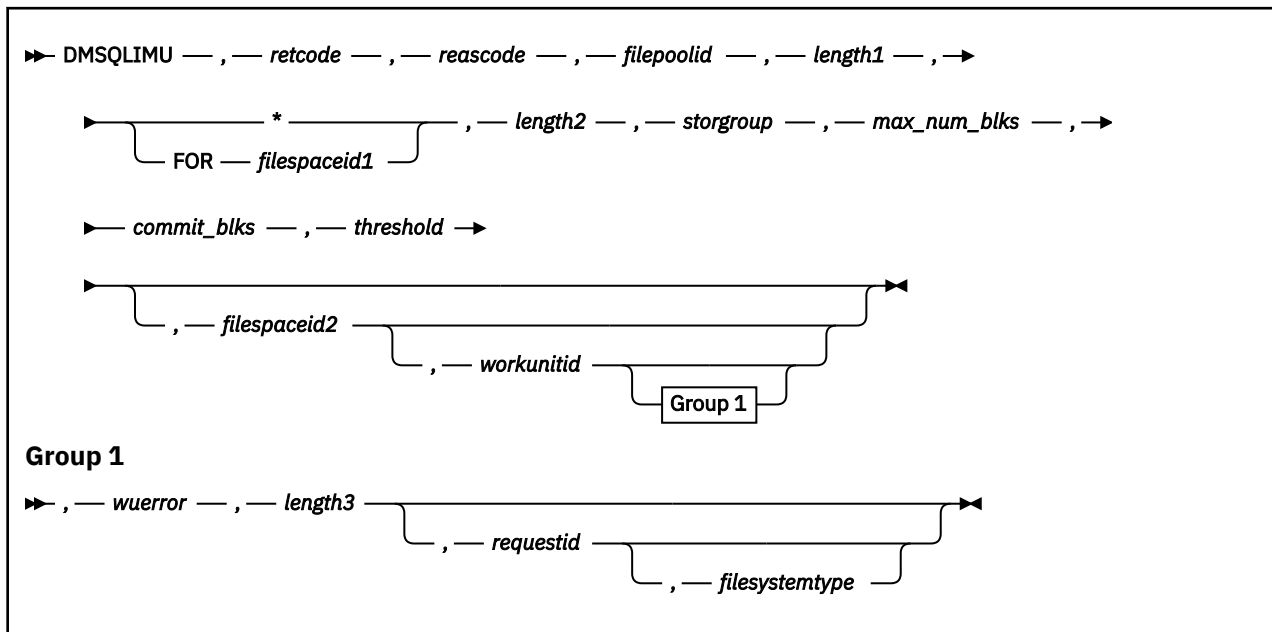 DMSQLIMU , retcode , reascode , filepoolid , length1 ,
* , length2 , storgroup , max_num_blks ,
FOR filespaceid1
commit_blks , threshold
, filespaceid2
, workunitid
Group 1
Group 1
, wuerror , length3
, requestid
, filesystemtype